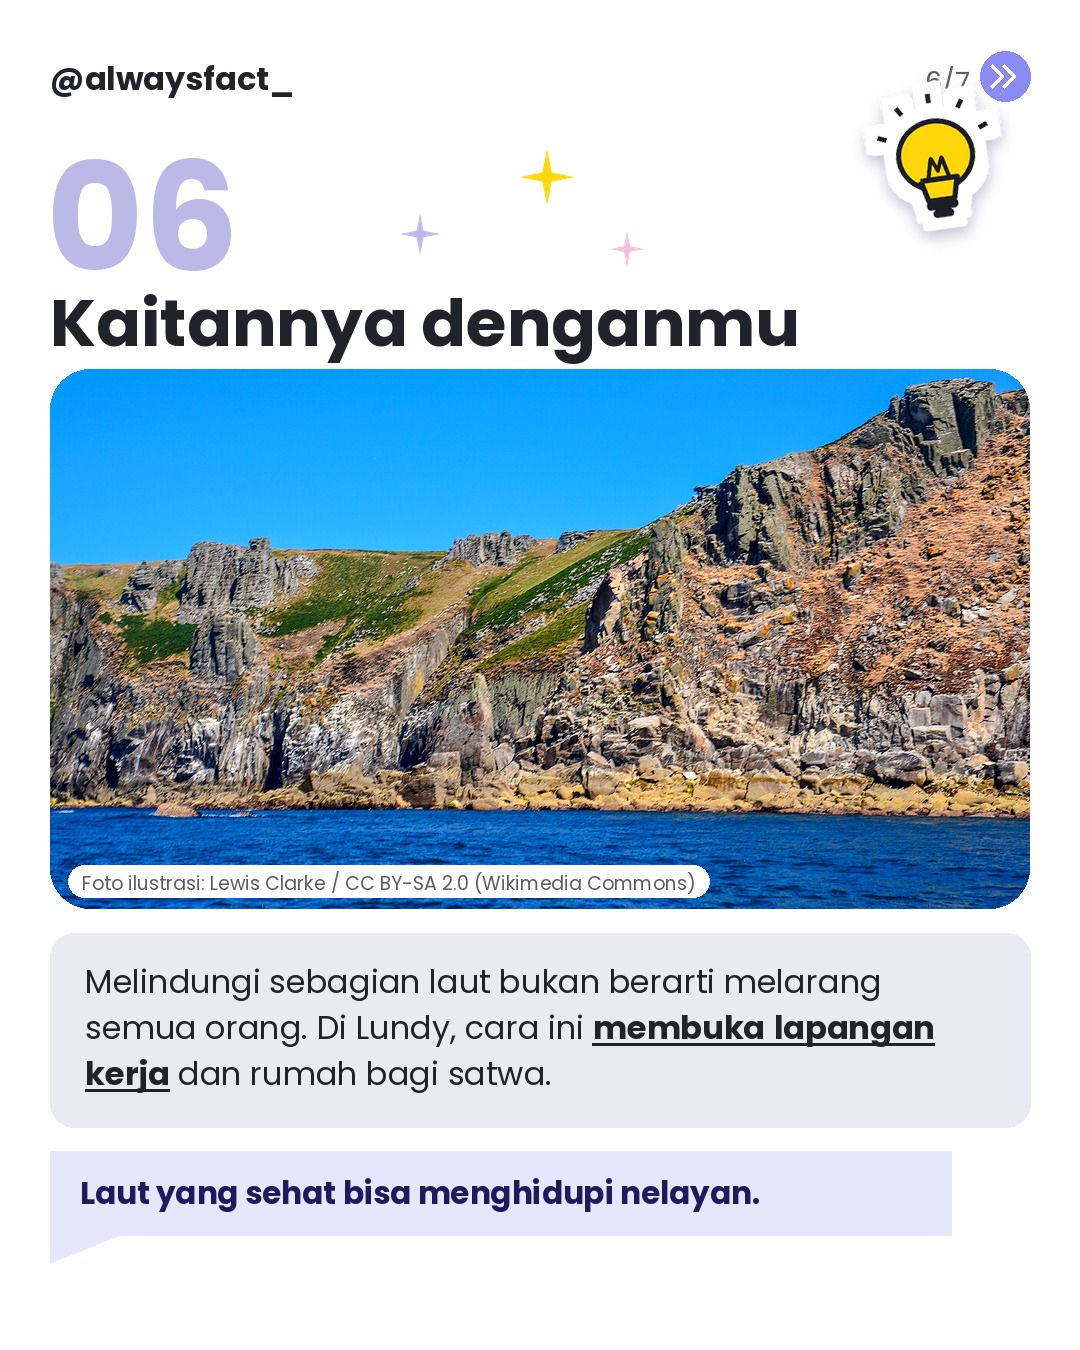 @alwaysfact_
6/7
06
Kaitannya denganmu
Foto ilustrasi: Lewis Clarke / CC BY-SA 2.0 (Wikimedia Commons)
Melindungi sebagian laut bukan berarti melarang
semua orang. Di Lundy, cara ini membuka lapangan
kerja dan rumah bagi satwa.
Laut yang sehat bisa menghidupi nelayan.